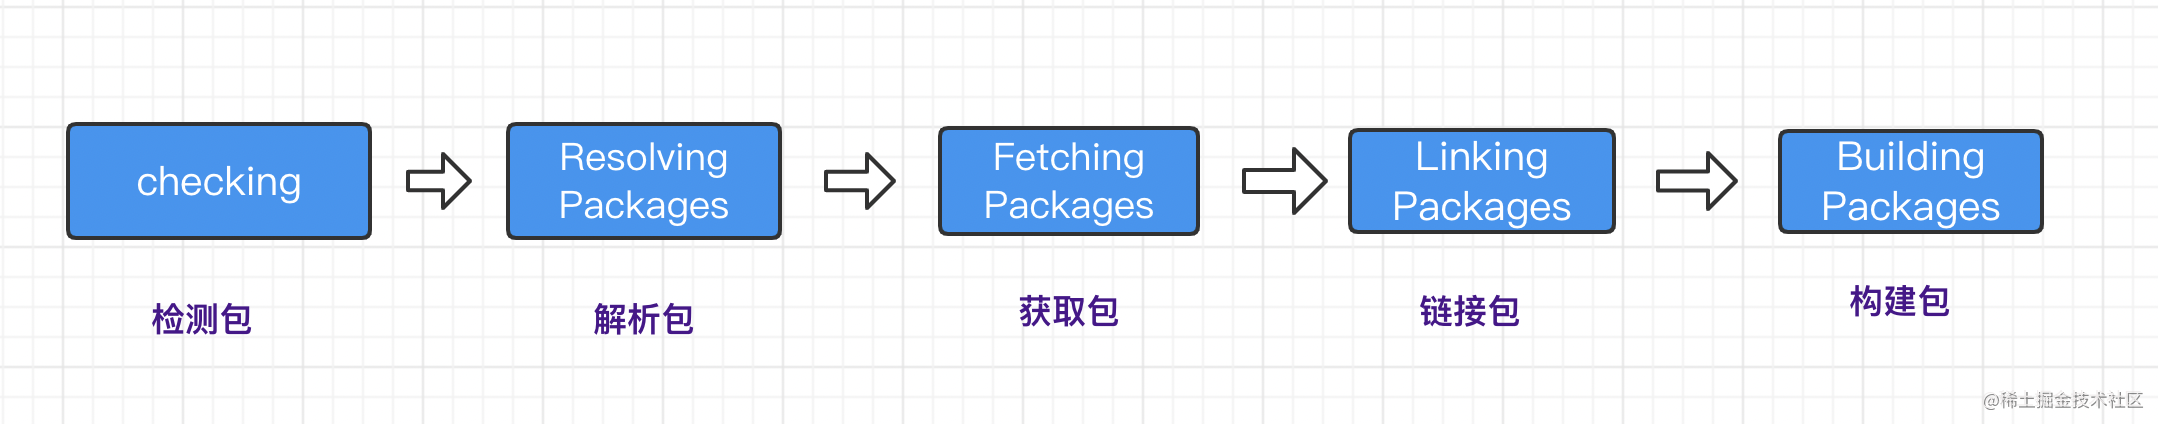 checking
Resolving
Packages
Fetching
Packages
Linking
Packages
Building
Packages
检测包
解析包
获取包
链接包
构建包
@稀土掘金技术社区